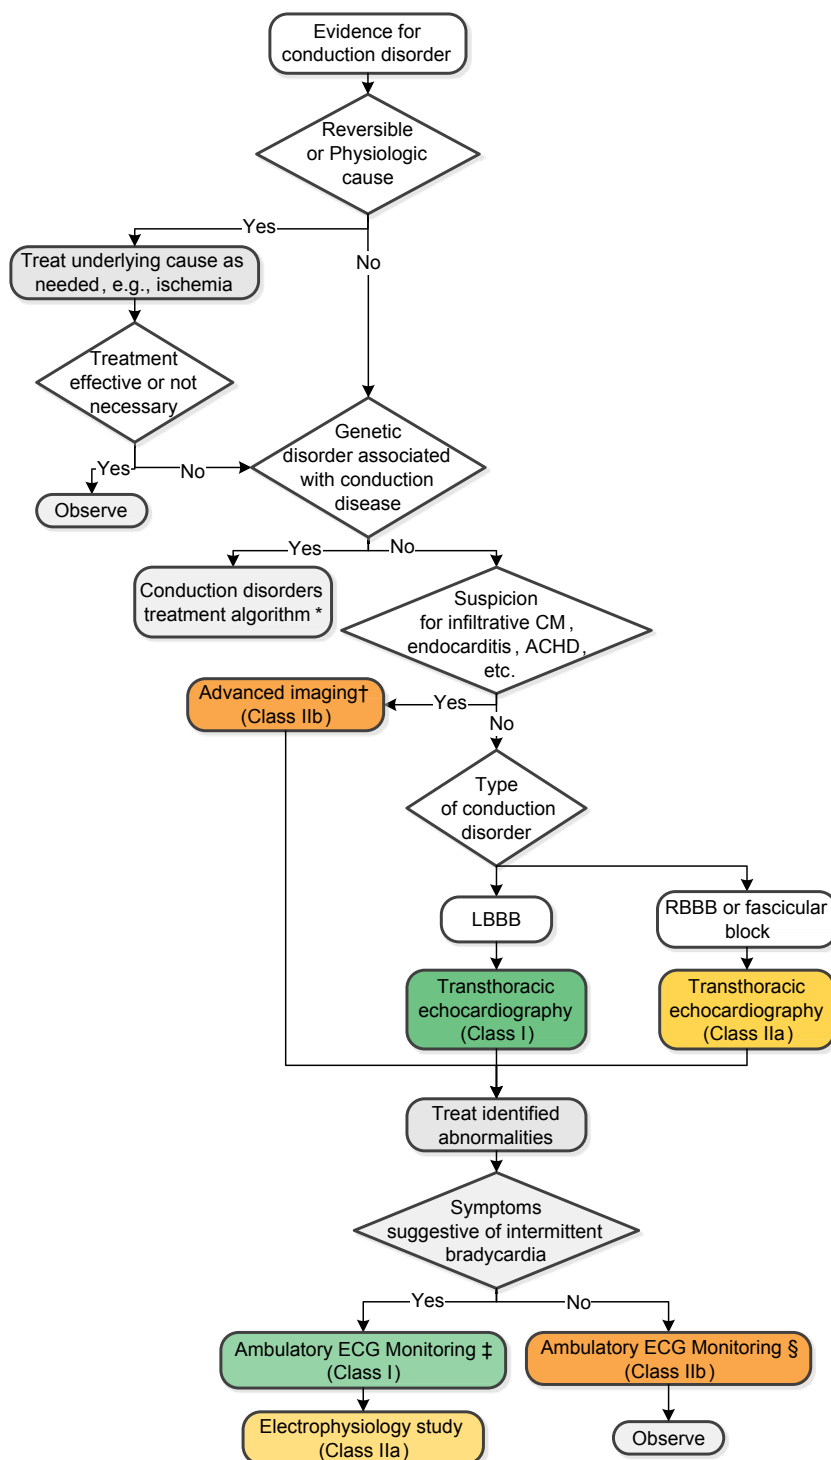 Evidence for
conduction disorder
Reversible
or Physiologic
cause
Yes
No
Treat underlying cause as
needed, e.g., ischemia
Treatment
effective or not
necessary
Yes
No
Observe
Genetic
disorder associated
with conduction
disease
Yes
No
Conduction disorders
treatment algorithm *
Suspicion
for infiltrative CM,
endocarditis, ACHD,
etc.
Yes
No
Advanced imaging†
(Class IIb)
Type
of conduction
disorder
LBBB
RBBB or fascicular
block
Transthoracic
echocardiography
(Class I)
Transthoracic
echocardiography
(Class IIa)
Treat identified
abnormalities
Symptoms
suggestive of intermittent
bradycardia
Yes
No
Ambulatory ECG Monitoring ‡
(Class I)
Ambulatory ECG Monitoring §
(Class IIb)
Electrophysiology study
(Class IIa)
Observe